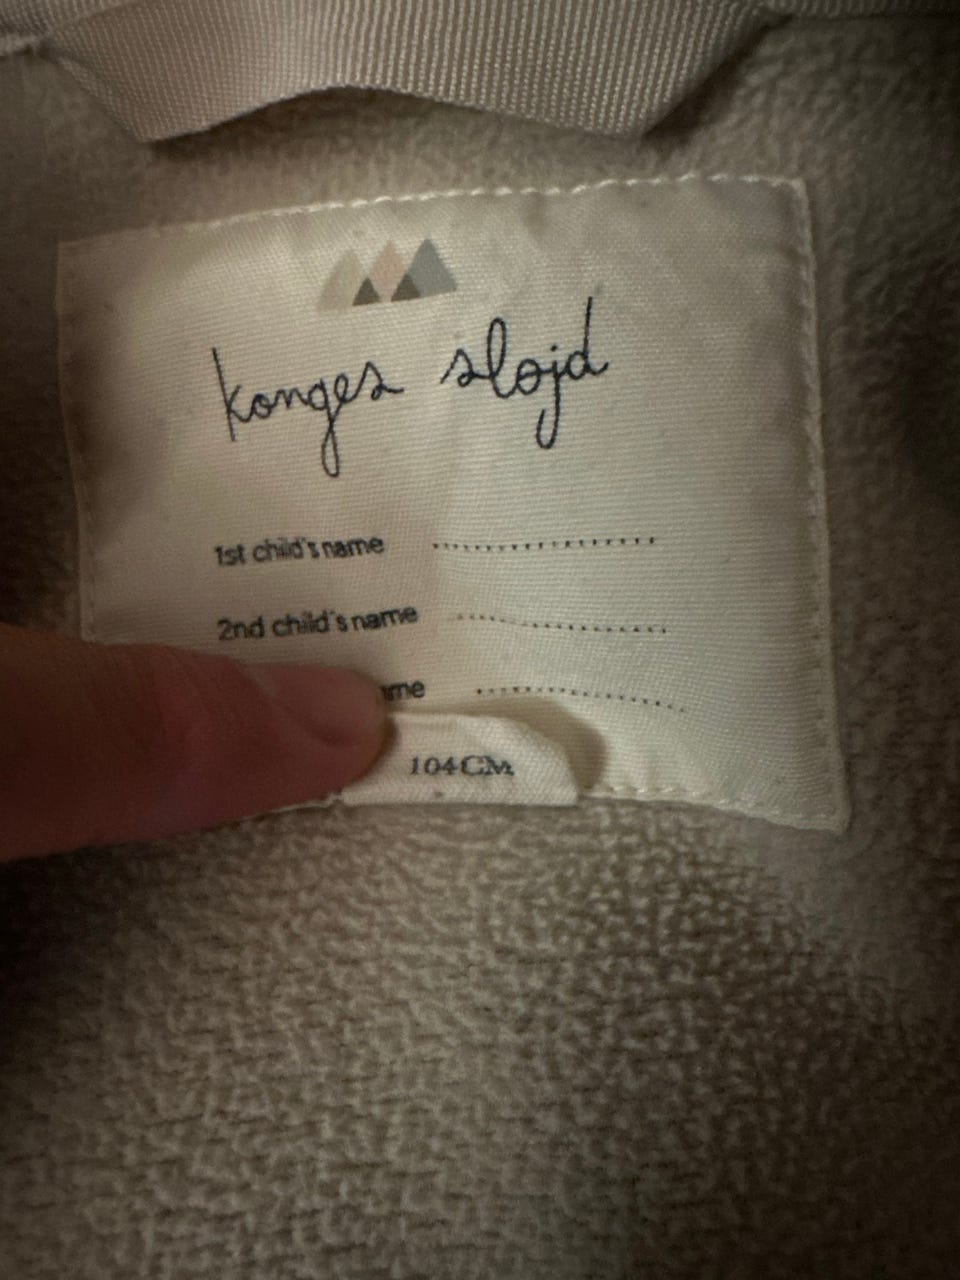 konges sløjd
1st child's name
2nd child's name
104CM